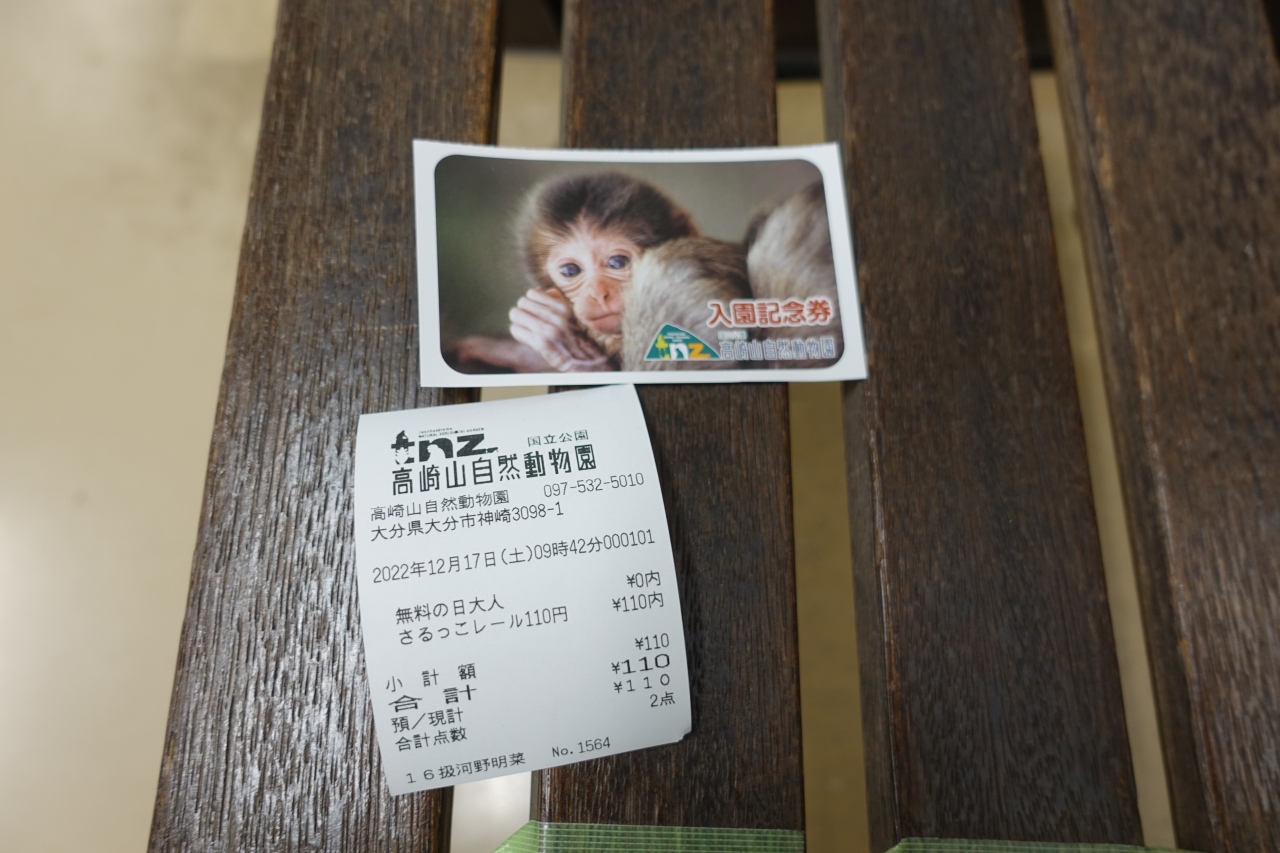 入園記念券
tnz
高崎山自然動物園
tnz
国立公園
高崎山自然動物園
高崎山自然動物園 097-532-5010
大分県大分市神崎3098-1
2022年12月17日(土)09時42分000101
無料の日大人 ¥0内
さるっこレール110円 ¥110内
小計額 ¥110
合計 ¥110
預/現計 ¥110
合計点数 2点
16扱河野明菜 No.1564